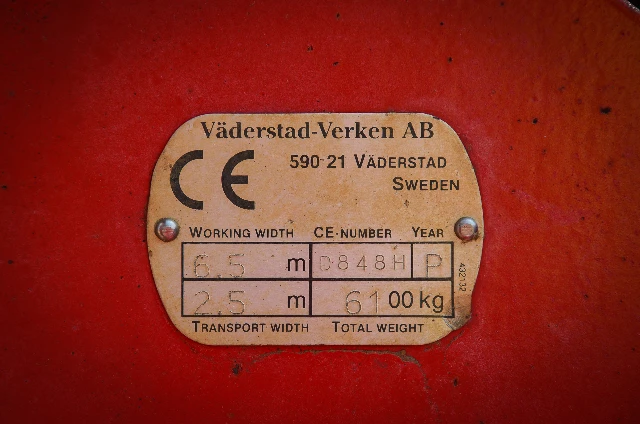 Väderstad-Verken AB
CE 590 21 VÄDERSTAD
SWEDEN
WORKING WIDTH CE-NUMBER YEAR
6.5 m D848H P
2.5 m 6100 kg
TRANSPORT WIDTH TOTAL WEIGHT
432132